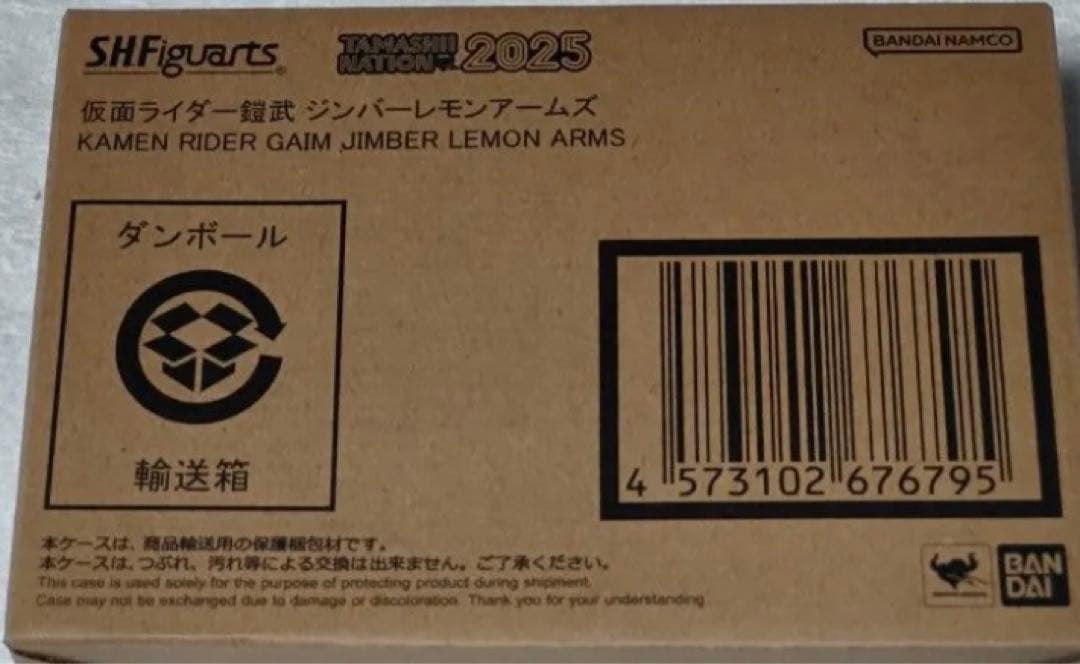 S.H.Figuarts
TAMASHII NATION 2025
BANDAI NAMCO
仮面ライダー鎧武 ジンバーレモンアームズ
KAMEN RIDER GAIM JIMBER LEMON ARMS
ダンボール
輸送箱
4 573102 676795
本ケースは、商品輸送用の保護梱包材です。
本ケースは、つぶれ、汚れ等による交換は出来ません。ご了承ください。
This case is used solely for the purpose of protecting product during shipment.
Case may not be exchanged due to damage or discoloration. Thank you for your understanding
BAN
DAI